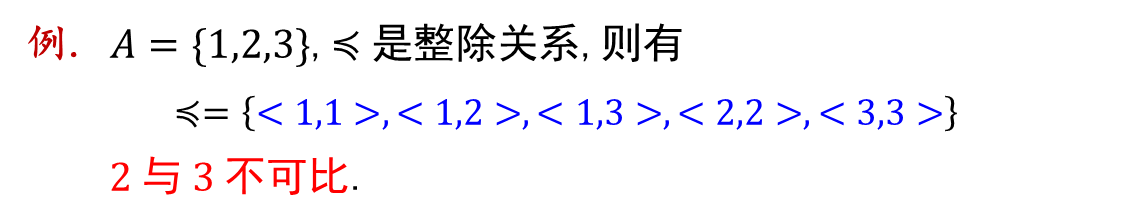 例. A = {1,2,3}, ≼ 是整除关系, 则有
≼= {< 1,1 >, < 1,2 >, < 1,3 >, < 2,2 >, < 3,3 >}
2 与 3 不可比.